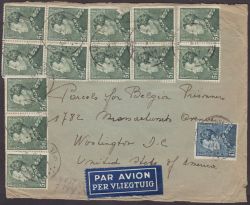 Parcels for Belgian Prisoners
1782 Massachusetts Avenue
Washington D.C
United States of America
PAR AVION
PER VLIEGTUIG